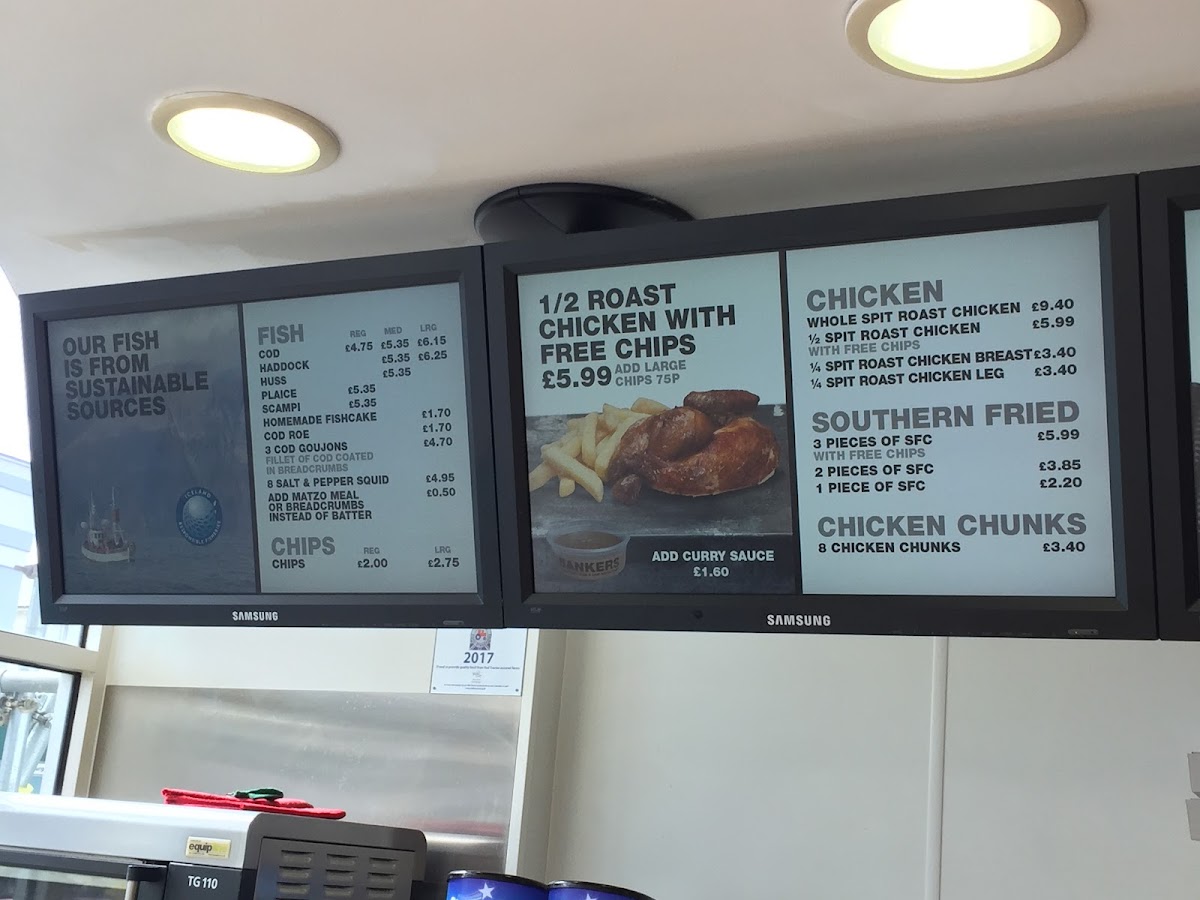 OUR FISH
IS FROM
SUSTAINABLE
SOURCES
ICELAND
FISH REG MED LRG
COD £4.75 £5.35 £6.15
HADDOCK £5.35 £6.25
HUSS £5.35
PLAICE £5.35
SCAMPI £5.35
HOMEMADE FISHCAKE £1.70
COD ROE £1.70
3 COD GOUJONS £4.70
FILLET OF COD COATED
IN BREADCRUMBS
8 SALT & PEPPER SQUID £4.95
ADD MATZO MEAL £0.50
OR BREADCRUMBS
INSTEAD OF BATTER
CHIPS REG LRG
CHIPS £2.00 £2.75
SAMSUNG
1/2 ROAST
CHICKEN WITH
FREE CHIPS
£5.99 ADD LARGE
CHIPS 75P
BANKERS
ADD CURRY SAUCE
£1.60
CHICKEN
WHOLE SPIT ROAST CHICKEN £9.40
½ SPIT ROAST CHICKEN £5.99
WITH FREE CHIPS
¼ SPIT ROAST CHICKEN BREAST £3.40
¼ SPIT ROAST CHICKEN LEG £3.40
SOUTHERN FRIED
3 PIECES OF SFC £5.99
WITH FREE CHIPS
2 PIECES OF SFC £3.85
1 PIECE OF SFC £2.20
CHICKEN CHUNKS
8 CHICKEN CHUNKS £3.40
SAMSUNG
2017
equip
TG 110